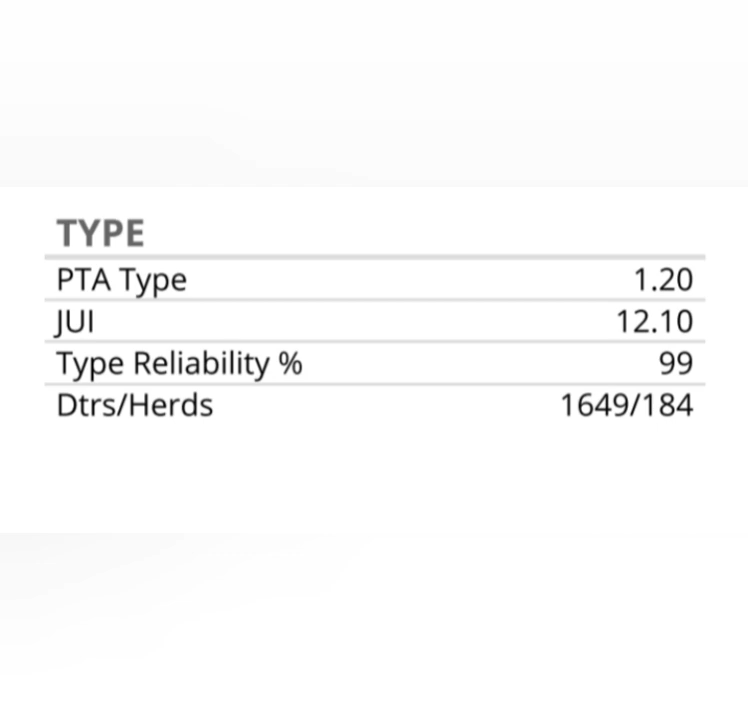 TYPE
PTA Type 1.20
JUI 12.10
Type Reliability % 99
Dtrs/Herds 1649/184